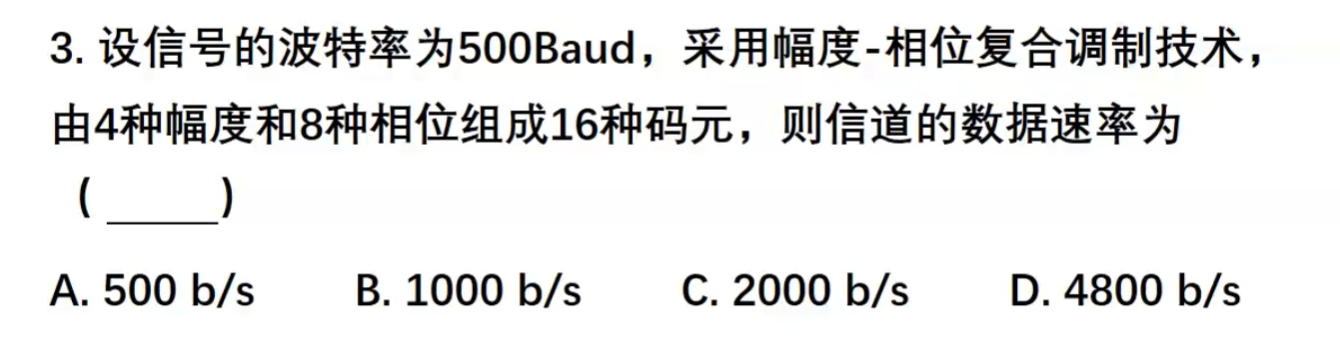 3. 设信号的波特率为500Baud，采用幅度-相位复合调制技术，
由4种幅度和8种相位组成16种码元，则信道的数据速率为
(_____)
A. 500 b/s B. 1000 b/s C. 2000 b/s D. 4800 b/s